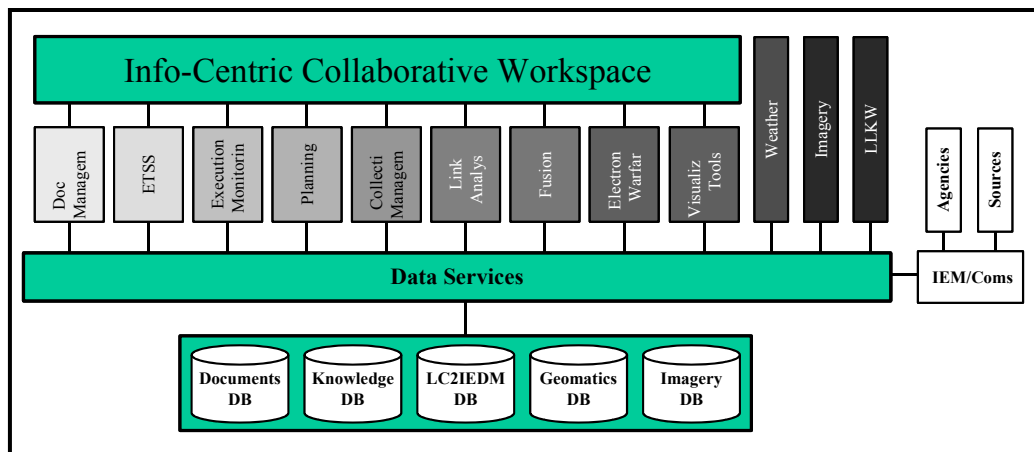 Info-Centric Collaborative Workspace
Doc
Managem
ETSS
Execution
Monitorin
Planning
Collecti
Managem
Link
Analys
Fusion
Electron
Warfar
Visualiz
Tools
Weather
Imagery
LLKW
Agencies
Sources
Data Services
IEM/Coms
Documents
DB
Knowledge
DB
LC2IEDM
DB
Geomatics
DB
Imagery
DB